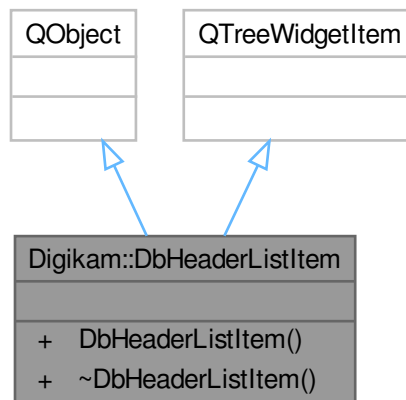 QObject
QTreeWidgetItem
Digikam::DbHeaderListItem
+ DbHeaderListItem()
+ ~DbHeaderListItem()